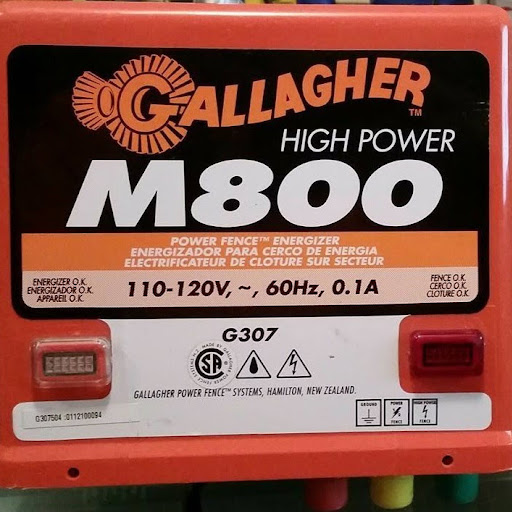 GALLAGHER™
HIGH POWER
M800
POWER FENCE™ ENERGIZER
ENERGIZADOR PARA CERCO DE ENERGIA
ELECTRIFICATEUR DE CLOTURE SUR SECTEUR
ENERGIZER O.K.
ENERGIZADOR O.K.
APPAREIL O.K.
110-120V, ~, 60Hz, 0.1A
FENCE O.K.
CERCO O.K.
CLOTURE O.K.
G307
SA
GALLAGHER POWER FENCE™ SYSTEMS, HAMILTON, NEW ZEALAND.
G307504 :0112100094
GROUND
POWER
FENCE
HIGH POWER
FENCE